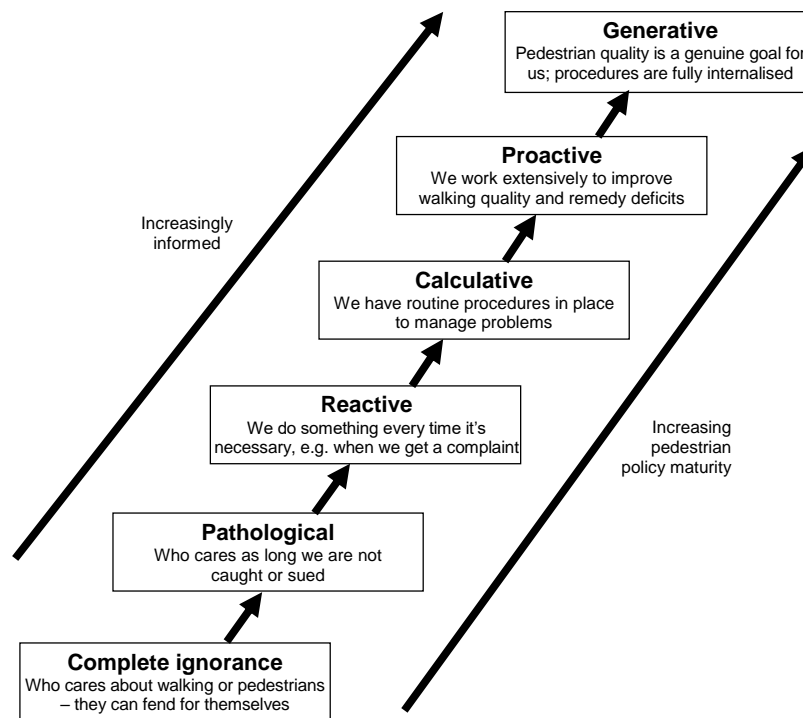 Generative
Pedestrian quality is a genuine goal for
us; procedures are fully internalised
Proactive
We work extensively to improve
walking quality and remedy deficits
Increasingly
informed
Calculative
We have routine procedures in place
to manage problems
Reactive
We do something every time it's
necessary, e.g. when we get a complaint
Increasing
pedestrian
policy maturity
Pathological
Who cares as long we are not
caught or sued
Complete ignorance
Who cares about walking or pedestrians
– they can fend for themselves